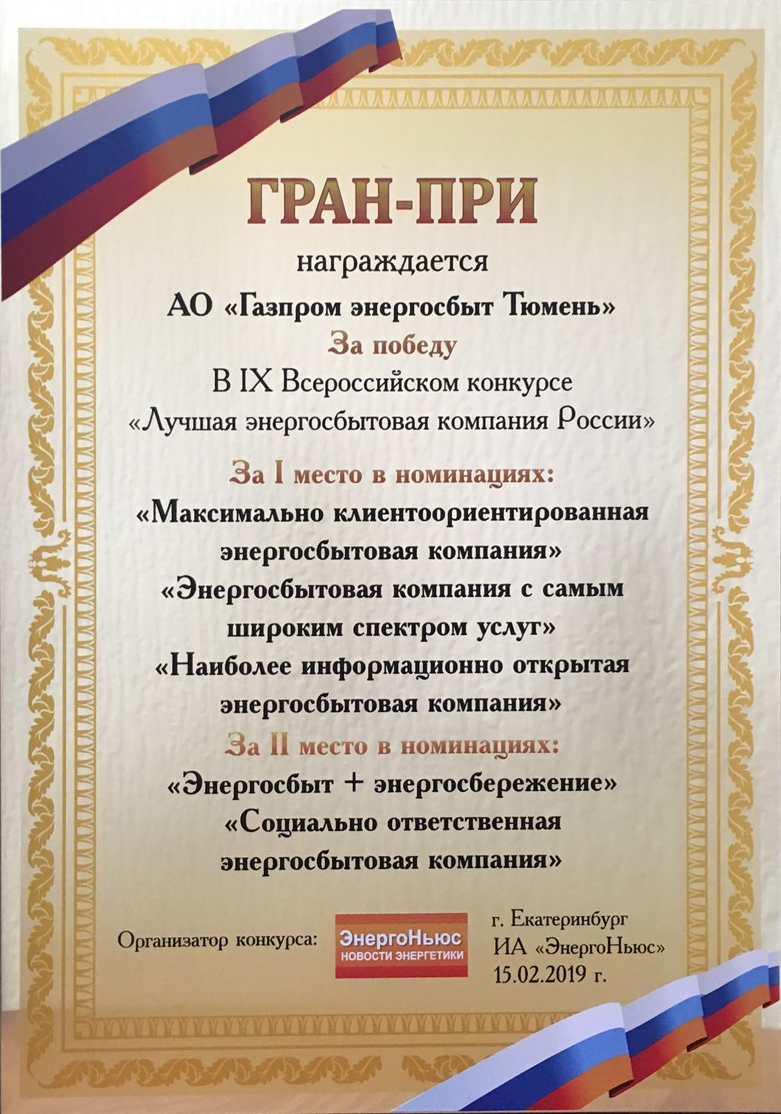 ГРАН-ПРИ
награждается
АО «Газпром энергосбыт Тюмень»
За победу
В IX Всероссийском конкурсе
«Лучшая энергосбытовая компания России»
За I место в номинациях:
«Максимально клиентоориентированная
энергосбытовая компания»
«Энергосбытовая компания с самым
широким спектром услуг»
«Наиболее информационно открытая
энергосбытовая компания»
За II место в номинациях:
«Энергосбыт + энергосбережение»
«Социально ответственная
энергосбытовая компания»
Организатор конкурса:
ЭнергоНьюс
НОВОСТИ ЭНЕРГЕТИКИ
г. Екатеринбург
ИА «ЭнергоНьюс»
15.02.2019 г.